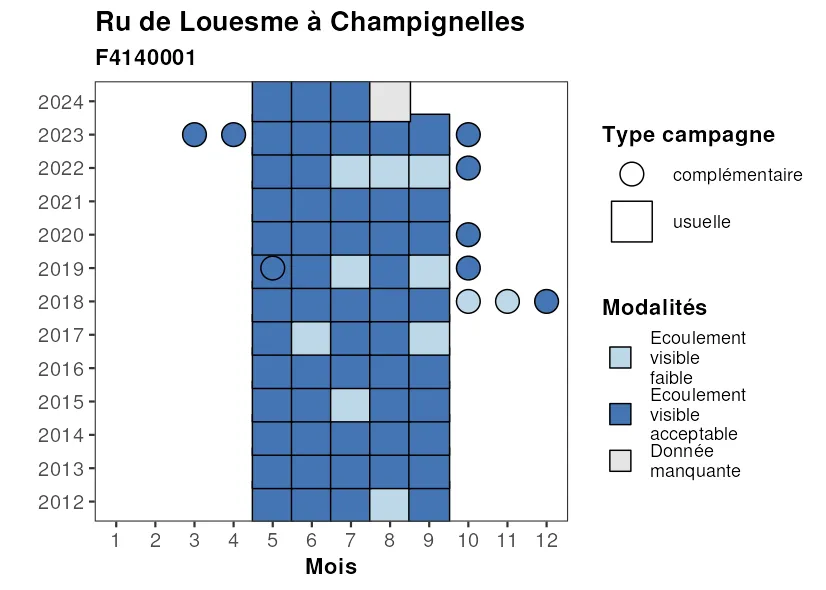 Ru de Louesme à Champignelles
F4140001
2024
2023
2022
2021
2020
2019
2018
2017
2016
2015
2014
2013
2012
1 2 3 4 5 6 7 8 9 10 11 12
Mois
Type campagne
complémentaire
usuelle
Modalités
Ecoulement
visible
faible
Ecoulement
visible
acceptable
Donnée
manquante